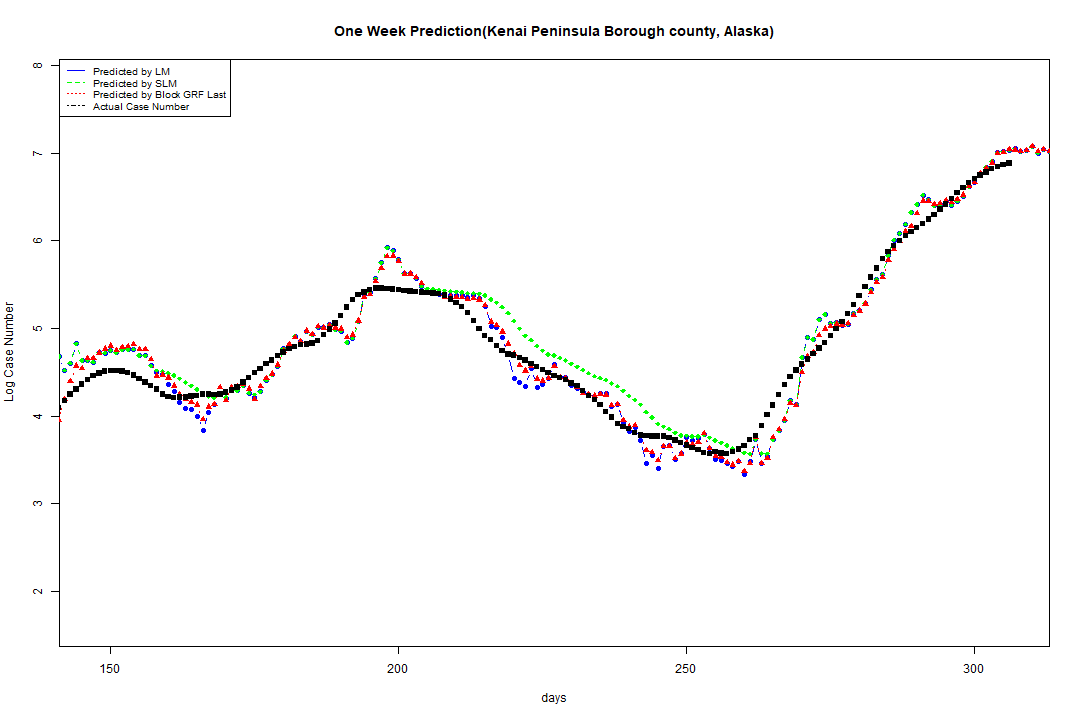 One Week Prediction(Kenai Peninsula Borough county, Alaska)
Predicted by LM
Predicted by SLM
Predicted by Block GRF Last
Actual Case Number
Log Case Number
8
7
6
5
4
3
2
150
200
250
300
days